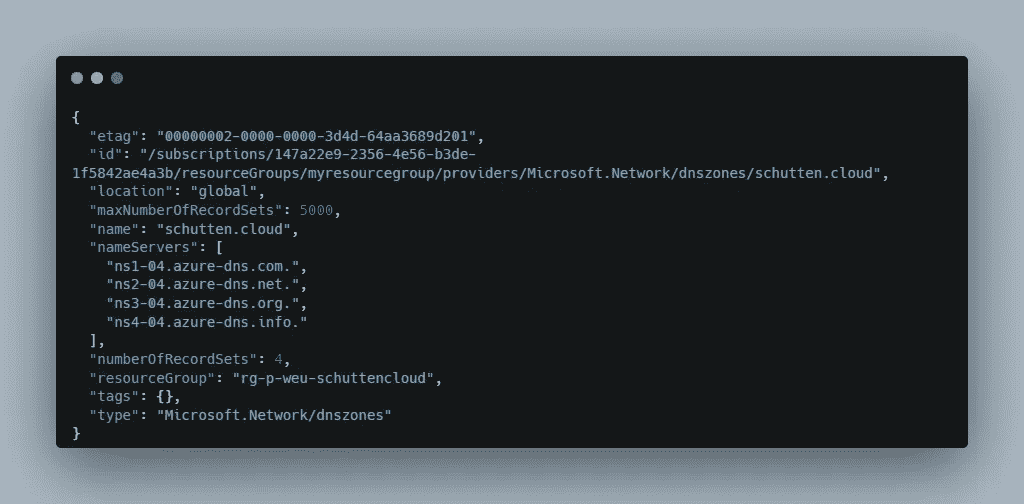 {
"etag": "00000002-0000-0000-3d4d-64aa3689d201",
"id": "/subscriptions/147a22e9-2356-4e56-b3de-
1f5842ae4a3b/resourceGroups/myresourcegroup/providers/Microsoft.Network/dnszones/schutten.cloud",
"location": "global",
"maxNumberOfRecordSets": 5000,
"name": "schutten.cloud",
"nameServers": [
"ns1-04.azure-dns.com.",
"ns2-04.azure-dns.net.",
"ns3-04.azure-dns.org.",
"ns4-04.azure-dns.info."
],
"numberOfRecordSets": 4,
"resourceGroup": "rg-p-weu-schuttencloud",
"tags": {},
"type": "Microsoft.Network/dnszones"
}